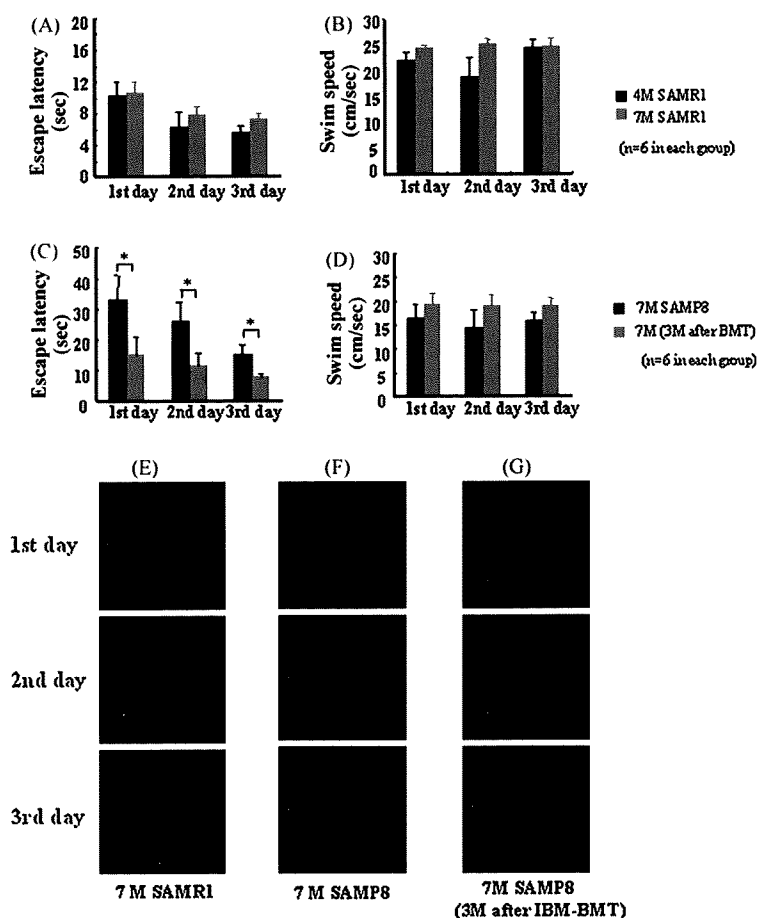 (A)
Escape latency
(sec)
20
16
12
8
4
0
1st day 2nd day 3rd day
(B)
Swim speed
(cm/sec)
30
25
20
15
10
5
0
1st day 2nd day 3rd day
4M SAMR1
7M SAMR1
(n=6 in each group)
(C)
Escape latency
(sec)
50
40
30
20
10
0
* * *
1st day 2nd day 3rd day
(D)
Swim speed
(cm/sec)
30
25
20
15
10
5
0
1st day 2nd day 3rd day
7M SAMP8
7M (3M after BMT)
(n=6 in each group)
(E) (F) (G)
1st day
2nd day
3rd day
7 M SAMR1 7 M SAMP8 7M SAMP8
(3M after IBM-BMT)